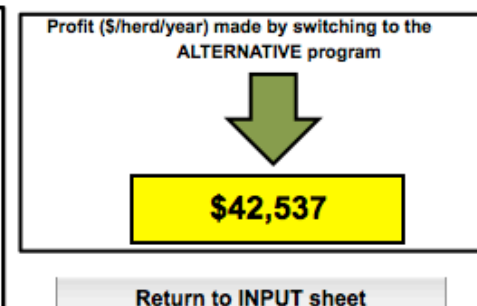 Profit ($/herd/year) made by switching to the
ALTERNATIVE program
$42,537
Return to INPUT sheet